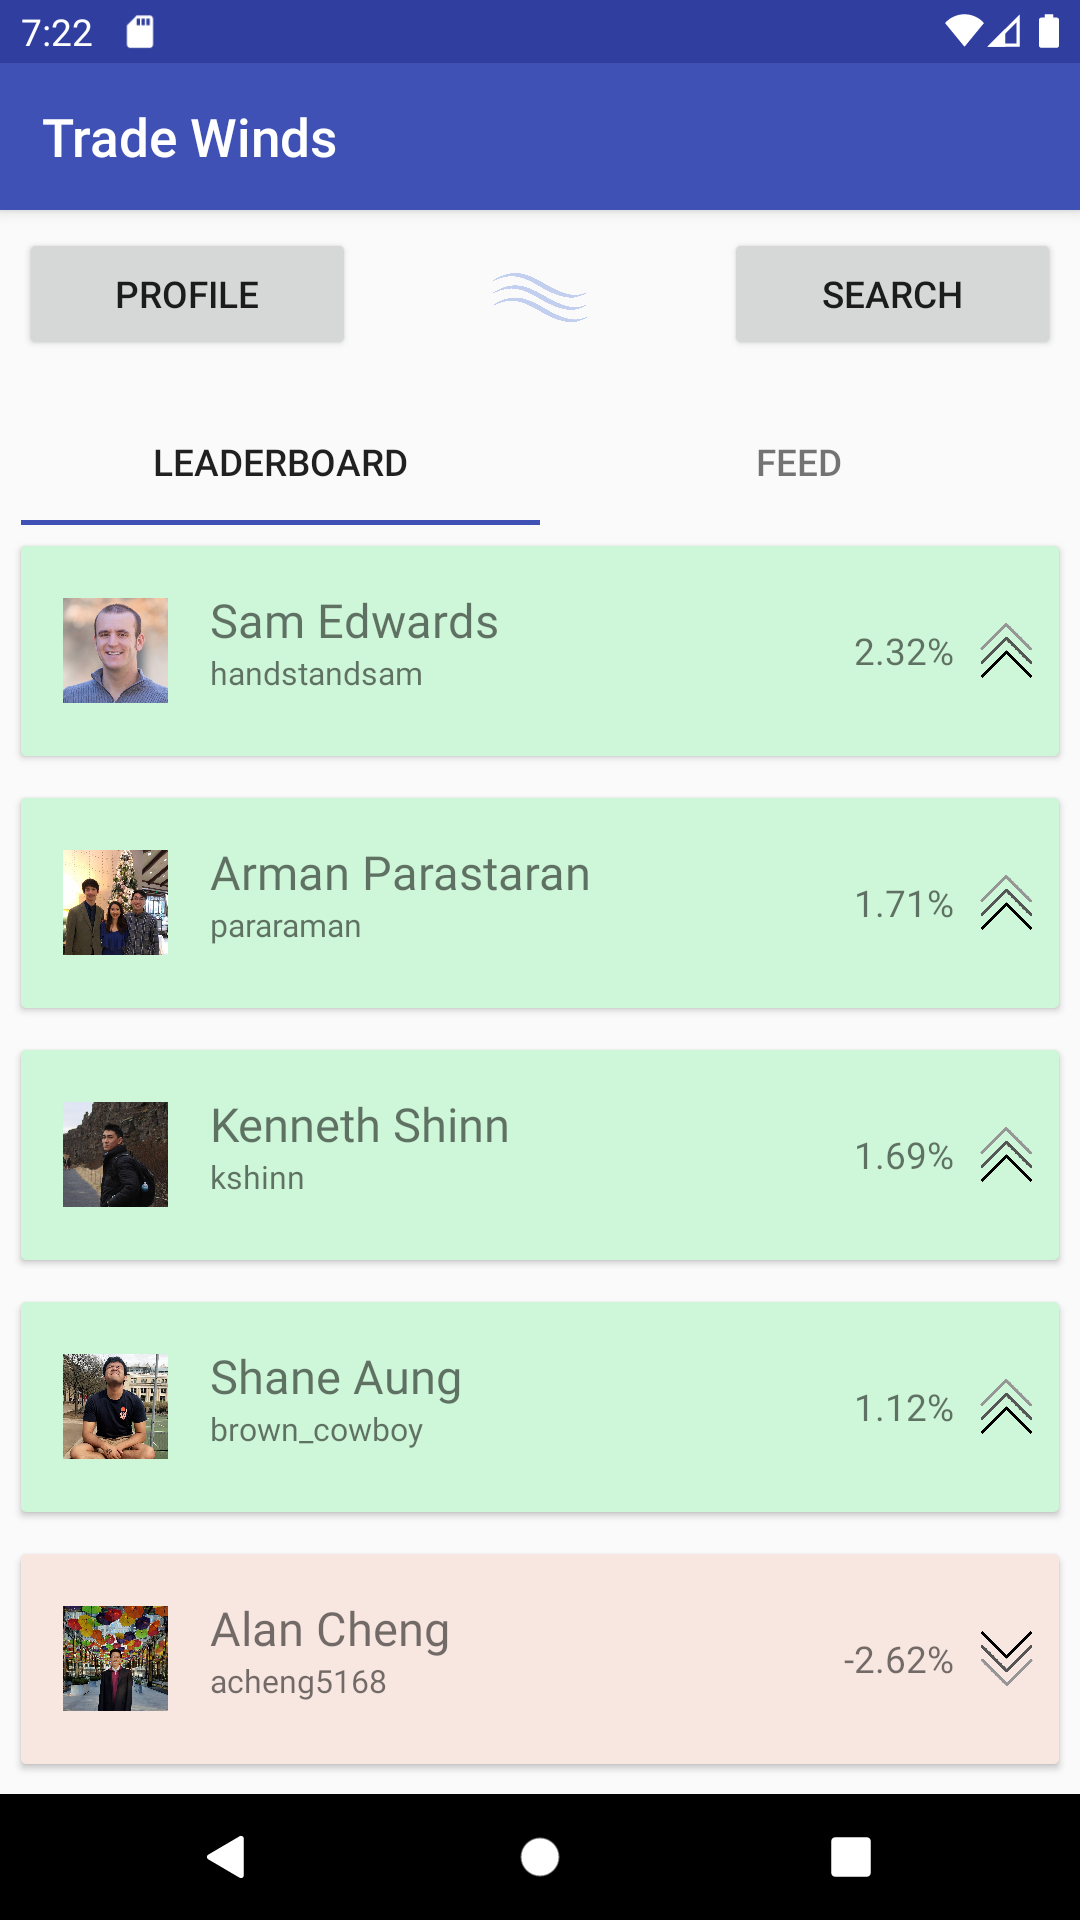 7:22
Trade Winds
PROFILE
SEARCH
LEADERBOARD
FEED
Sam Edwards
handstandsam
2.32%
Arman Parastaran
pararaman
1.71%
Kenneth Shinn
kshinn
1.69%
Shane Aung
brown_cowboy
1.12%
Alan Cheng
acheng5168
-2.62%